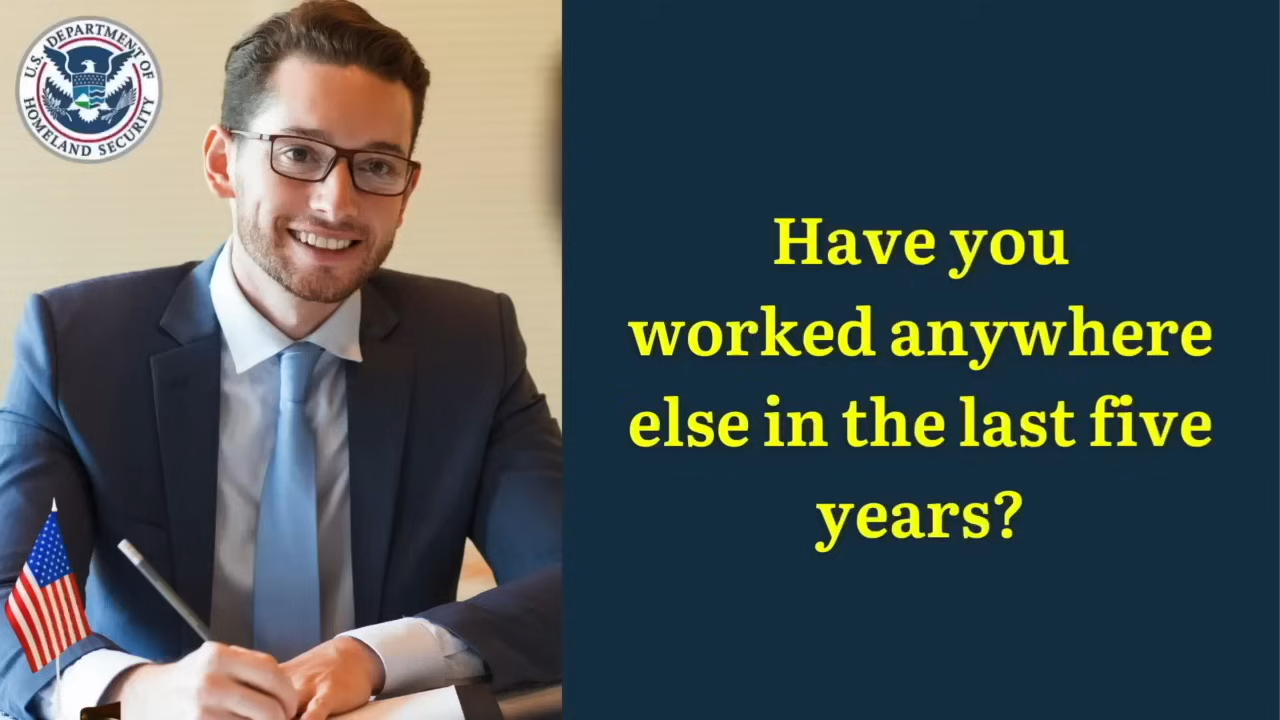 U.S. DEPARTMENT OF
HOMELAND SECURITY
Have you
worked anywhere
else in the last five
years?